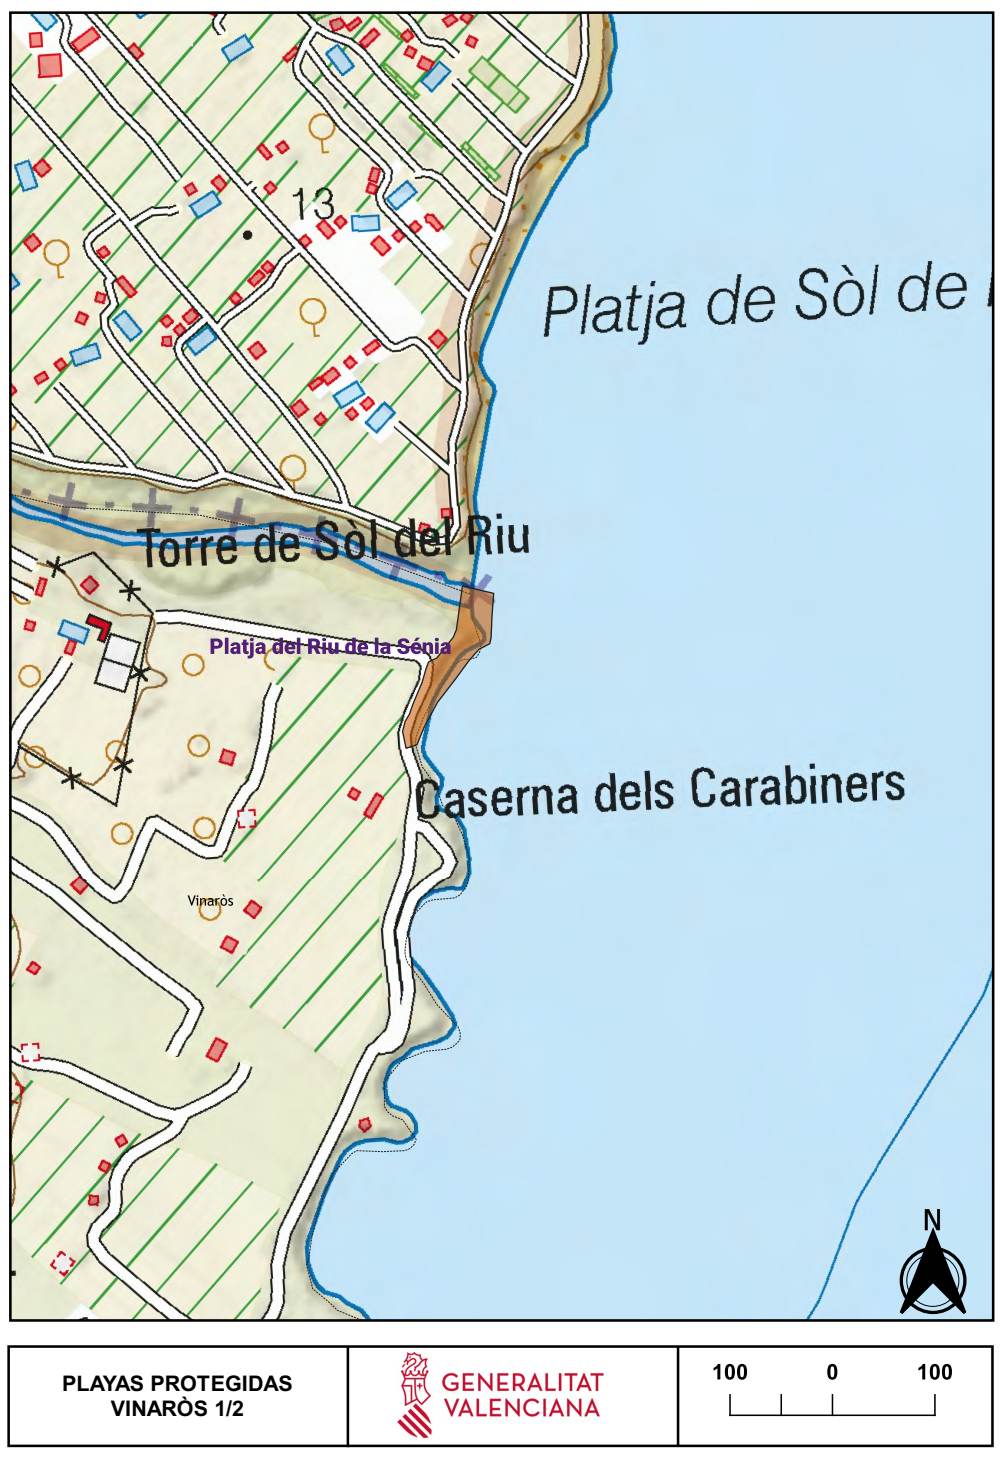 13
Platja de Sòl de
Torre de Sòl del Riu
Platja del Riu de la Sénia
Caserna dels Carabiners
Vinaròs
N
PLAYAS PROTEGIDAS
VINARÒS 1/2
GENERALITAT
VALENCIANA
100 0 100